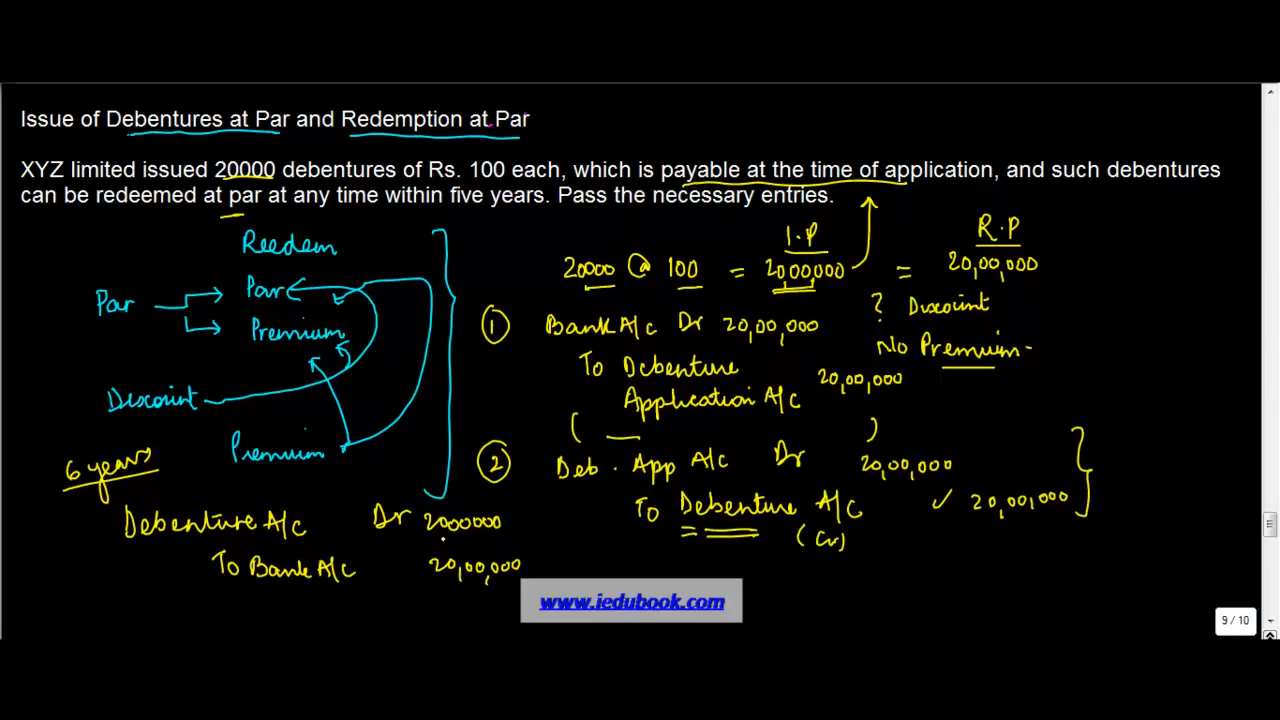 Issue of Debentures at Par and Redemption at Par
XYZ limited issued 20000 debentures of Rs. 100 each, which is payable at the time of application, and such debentures
can be redeemed at par at any time within five years. Pass the necessary entries.
Reedem
Par
Par
Premium
Discount
Premium
I.P
R.P
20000 @ 100 = 2000,000 = 20,00,000
? Discount
No Premium
1 Bank A/c Dr 20,00,000
To Debenture
Application A/c 20,00,000
( )
2 Deb. App A/c Dr 20,00,000
To Debenture A/c ✓ 20,00,000
(Cr)
6 years
Debenture A/c Dr 2000000
To Bank A/c 20,00,000
www.iedubook.com
9 / 10